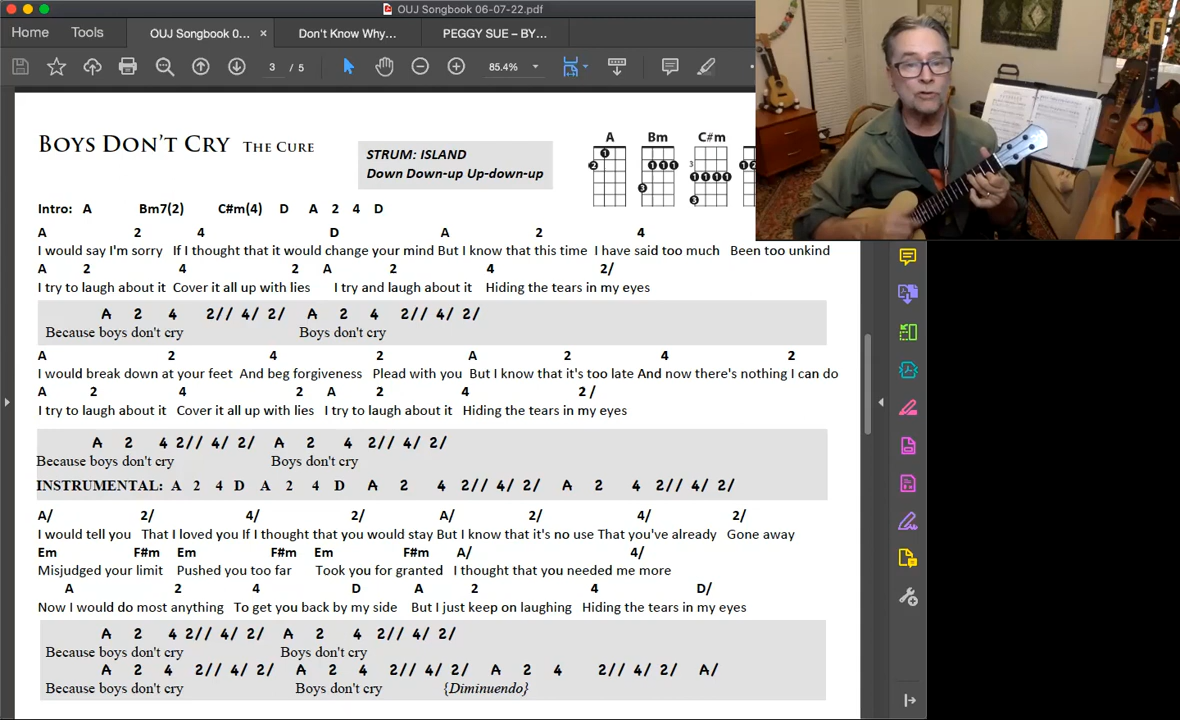 OUJ Songbook 06-07-22.pdf
Home Tools OUJ Songbook 0... × Don't Know Why... PEGGY SUE – BY...
3 / 5 85.4%
BOYS DON'T CRY THE CURE
STRUM: ISLAND
Down Down-up Up-down-up
A Bm C#m
3
1 2 1 1 1 3 1 1 1 1 3 1 2
Intro: A Bm7(2) C#m(4) D A 2 4 D
A 2 4 D A 2 4
I would say I'm sorry If I thought that it would change your mind But I know that this time I have said too much Been too unkind
A 2 4 2 A 2 4 2/
I try to laugh about it Cover it all up with lies I try and laugh about it Hiding the tears in my eyes
A 2 4 2// 4/ 2/ A 2 4 2// 4/ 2/
Because boys don't cry Boys don't cry
A 2 4 2 A 2 4 2
I would break down at your feet And beg forgiveness Plead with you But I know that it's too late And now there's nothing I can do
A 2 4 2 A 2 4 2 /
I try to laugh about it Cover it all up with lies I try to laugh about it Hiding the tears in my eyes
A 2 4 2// 4/ 2/ A 2 4 2// 4/ 2/
Because boys don't cry Boys don't cry
INSTRUMENTAL: A 2 4 D A 2 4 D A 2 4 2// 4/ 2/ A 2 4 2// 4/ 2/
A/ 2/ 4/ 2/ A/ 2/ 4/ 2/
I would tell you That I loved you If I thought that you would stay But I know that it's no use That you've already Gone away
Em F#m Em F#m Em F#m A/ 4/
Misjudged your limit Pushed you too far Took you for granted I thought that you needed me more
A 2 4 D A 2 4 D/
Now I would do most anything To get you back by my side But I just keep on laughing Hiding the tears in my eyes
A 2 4 2// 4/ 2/ A 2 4 2// 4/ 2/
Because boys don't cry Boys don't cry
A 2 4 2// 4/ 2/ A 2 4 2// 4/ 2/ A 2 4 2// 4/ 2/ A/
Because boys don't cry Boys don't cry {Diminuendo}